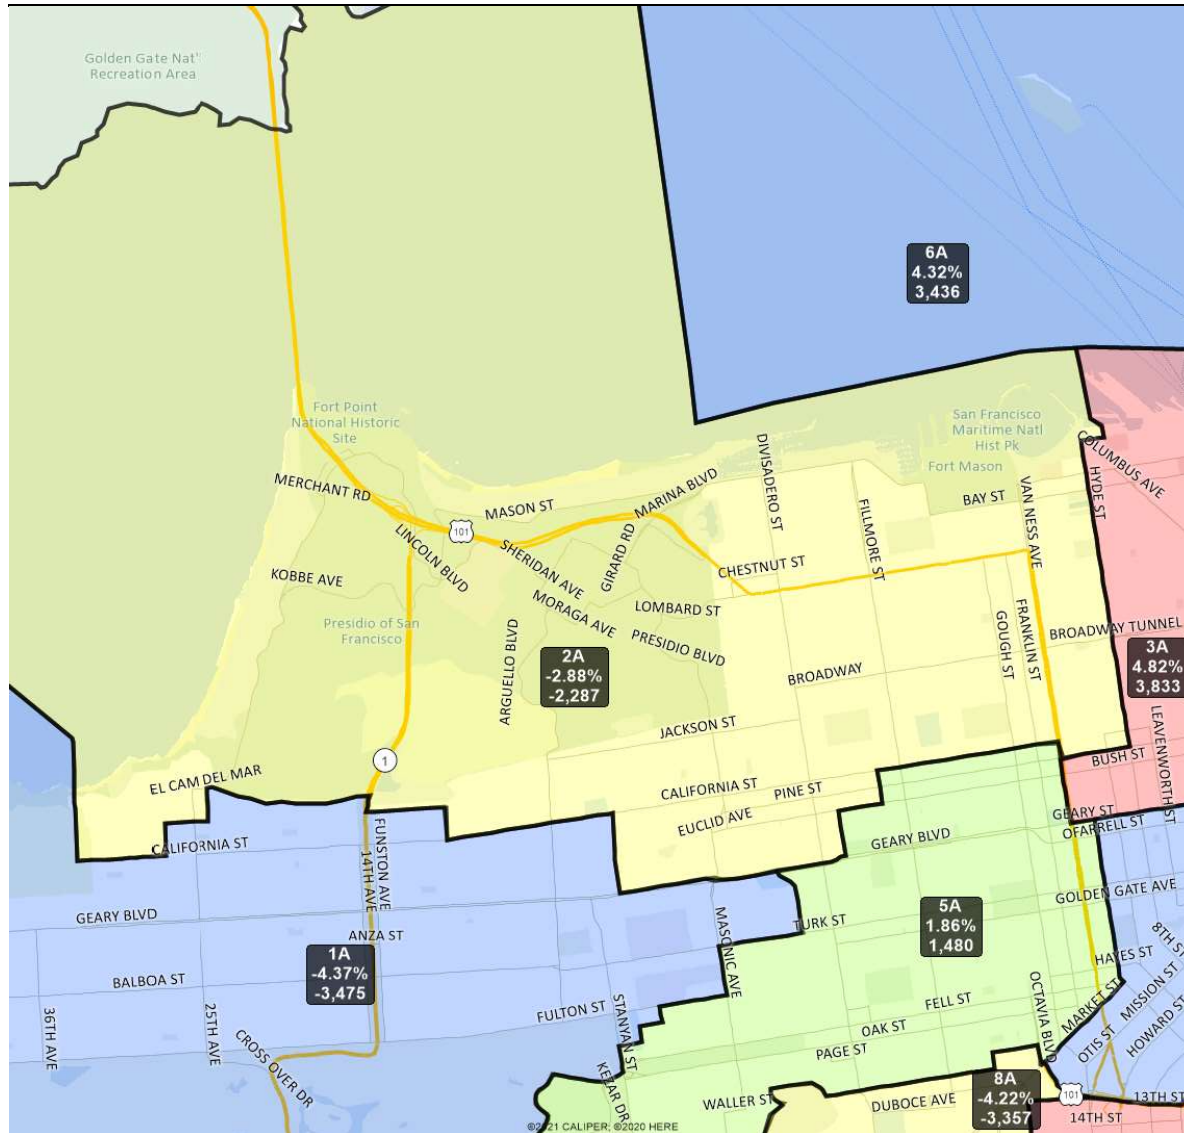 Golden Gate Nat'
Recreation Area
6A
4.32%
3,436
Fort Point
National Historic
Site
San Francisco
Maritime Natl
Hist Pk
Fort Mason
COLUMBUS AVE
HYDE ST
BAY ST
VAN NESS AVE
DIVISADERO ST
FILLMORE ST
MARINA BLVD
MERCHANT RD
MASON ST
101
LINCOLN BLVD
SHERIDAN AVE
GIRARD RD
CHESTNUT ST
KOBBE AVE
MORAGA AVE
LOMBARD ST
PRESIDIO BLVD
Presidio of San
Francisco
ARGUELLO BLVD
2A
-2.88%
-2,287
BROADWAY
GOUGH ST
FRANKLIN ST
BROADWAY TUNNEL
3A
4.82%
3,833
LEAVENWORTH ST
JACKSON ST
1
EL CAM DEL MAR
CALIFORNIA ST
PINE ST
BUSH ST
EUCLID AVE
GEARY ST
OFARRELL ST
FUNSTON AVE
14TH AVE
CALIFORNIA ST
GEARY BLVD
GOLDEN GATE AVE
GEARY BLVD
MASONIC AVE
TURK ST
5A
1.86%
1,480
ANZA ST
1A
-4.37%
-3,475
BALBOA ST
8TH ST
HAYES ST
MISSION ST
HOWARD ST
MARKET ST
OTIS ST
OCTAVIA BLVD
FELL ST
OAK ST
PAGE ST
FULTON ST
STANYAN ST
36TH AVE
25TH AVE
CROSS OVER DR
KEZAR DR
WALLER ST
DUBOCE AVE
8A
-4.22%
-3,357
101
13TH ST
14TH ST
©2021 CALIPER; ©2020 HERE